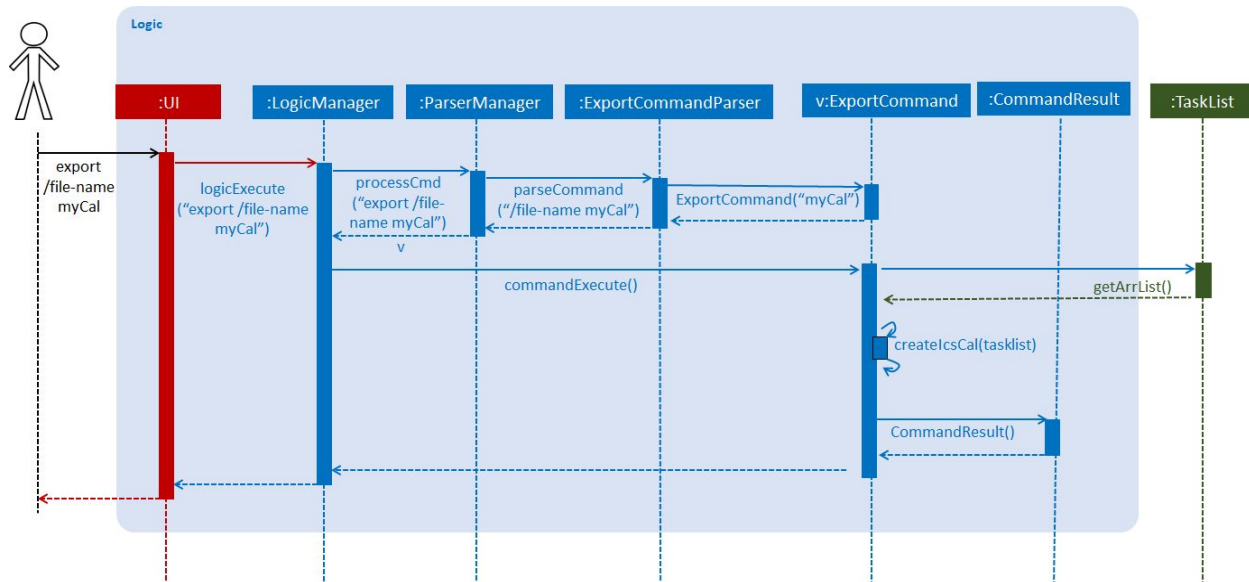 Logic
:UI
:LogicManager
:ParserManager
:ExportCommandParser
v:ExportCommand
:CommandResult
:TaskList
export
/file-name
myCal
logicExecute
(“export /file-name
myCal”)
processCmd
(“export /file-
name myCal”)
parseCommand
(“/file-name myCal”)
ExportCommand(“myCal”)
v
commandExecute()
getArrList()
createIcsCal(tasklist)
CommandResult()